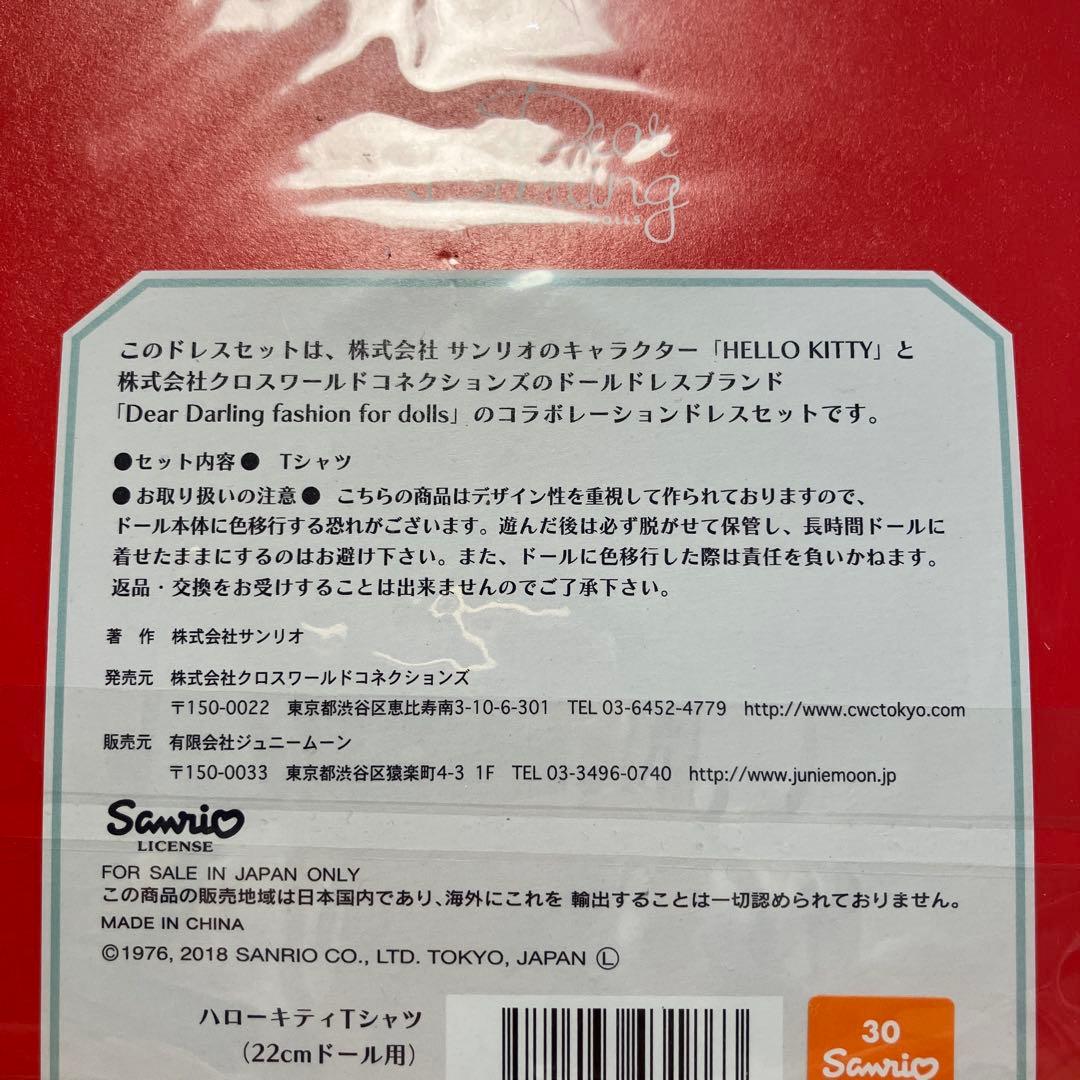 Dear
Darling
DOLLS
このドレスセットは、株式会社 サンリオのキャラクター「HELLO KITTY」と
株式会社クロスワールドコネクションズのドールドレスブランド
「Dear Darling fashion for dolls」のコラボレーションドレスセットです。
●セット内容● Tシャツ
●お取り扱いの注意● こちらの商品はデザイン性を重視して作られておりますので、
ドール本体に色移行する恐れがございます。遊んだ後は必ず脱がせて保管し、長時間ドールに
着せたままにするのはお避け下さい。また、ドールに色移行した際は責任を負いかねます。
返品・交換をお受けすることは出来ませんのでご了承下さい。
著 作 株式会社サンリオ
発売元 株式会社クロスワールドコネクションズ
〒150-0022 東京都渋谷区恵比寿南3-10-6-301 TEL 03-6452-4779 http://www.cwctokyo.com
販売元 有限会社ジュニームーン
〒150-0033 東京都渋谷区猿楽町4-3 1F TEL 03-3496-0740 http://www.juniemoon.jp
Sanrio
LICENSE
FOR SALE IN JAPAN ONLY
この商品の販売地域は日本国内であり、海外にこれを 輸出することは一切認められておりません。
MADE IN CHINA
©1976, 2018 SANRIO CO., LTD. TOKYO, JAPAN Ⓛ
ハローキティTシャツ
（22cmドール用）
30
Sanrio